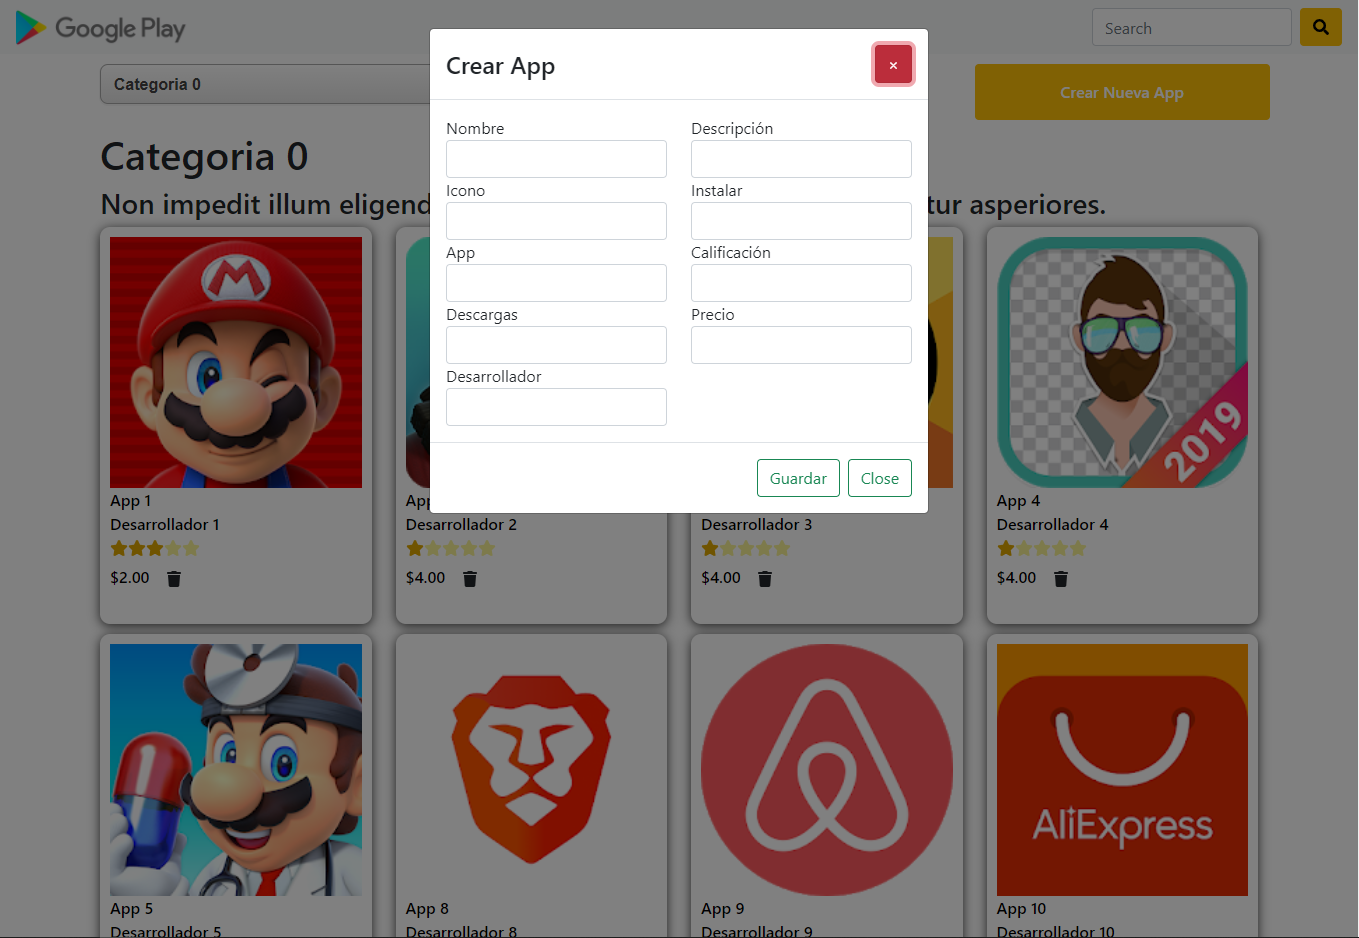 Google Play
Search
Categoria 0
Crear Nueva App
Crear App
×
Nombre
Descripción
Icono
Instalar
App
Calificación
Descargas
Precio
Desarrollador
Guardar
Close
Categoria 0
Non impedit illum eligend
tur asperiores.
M
2019
App 1
App
App 4
Desarrollador 1
Desarrollador 2
Desarrollador 3
Desarrollador 4
$2.00
$4.00
$4.00
$4.00
AliExpress
App 5
App 8
App 9
App 10
Desarrollador 5
Desarrollador 8
Desarrollador 9
Desarrollador 10